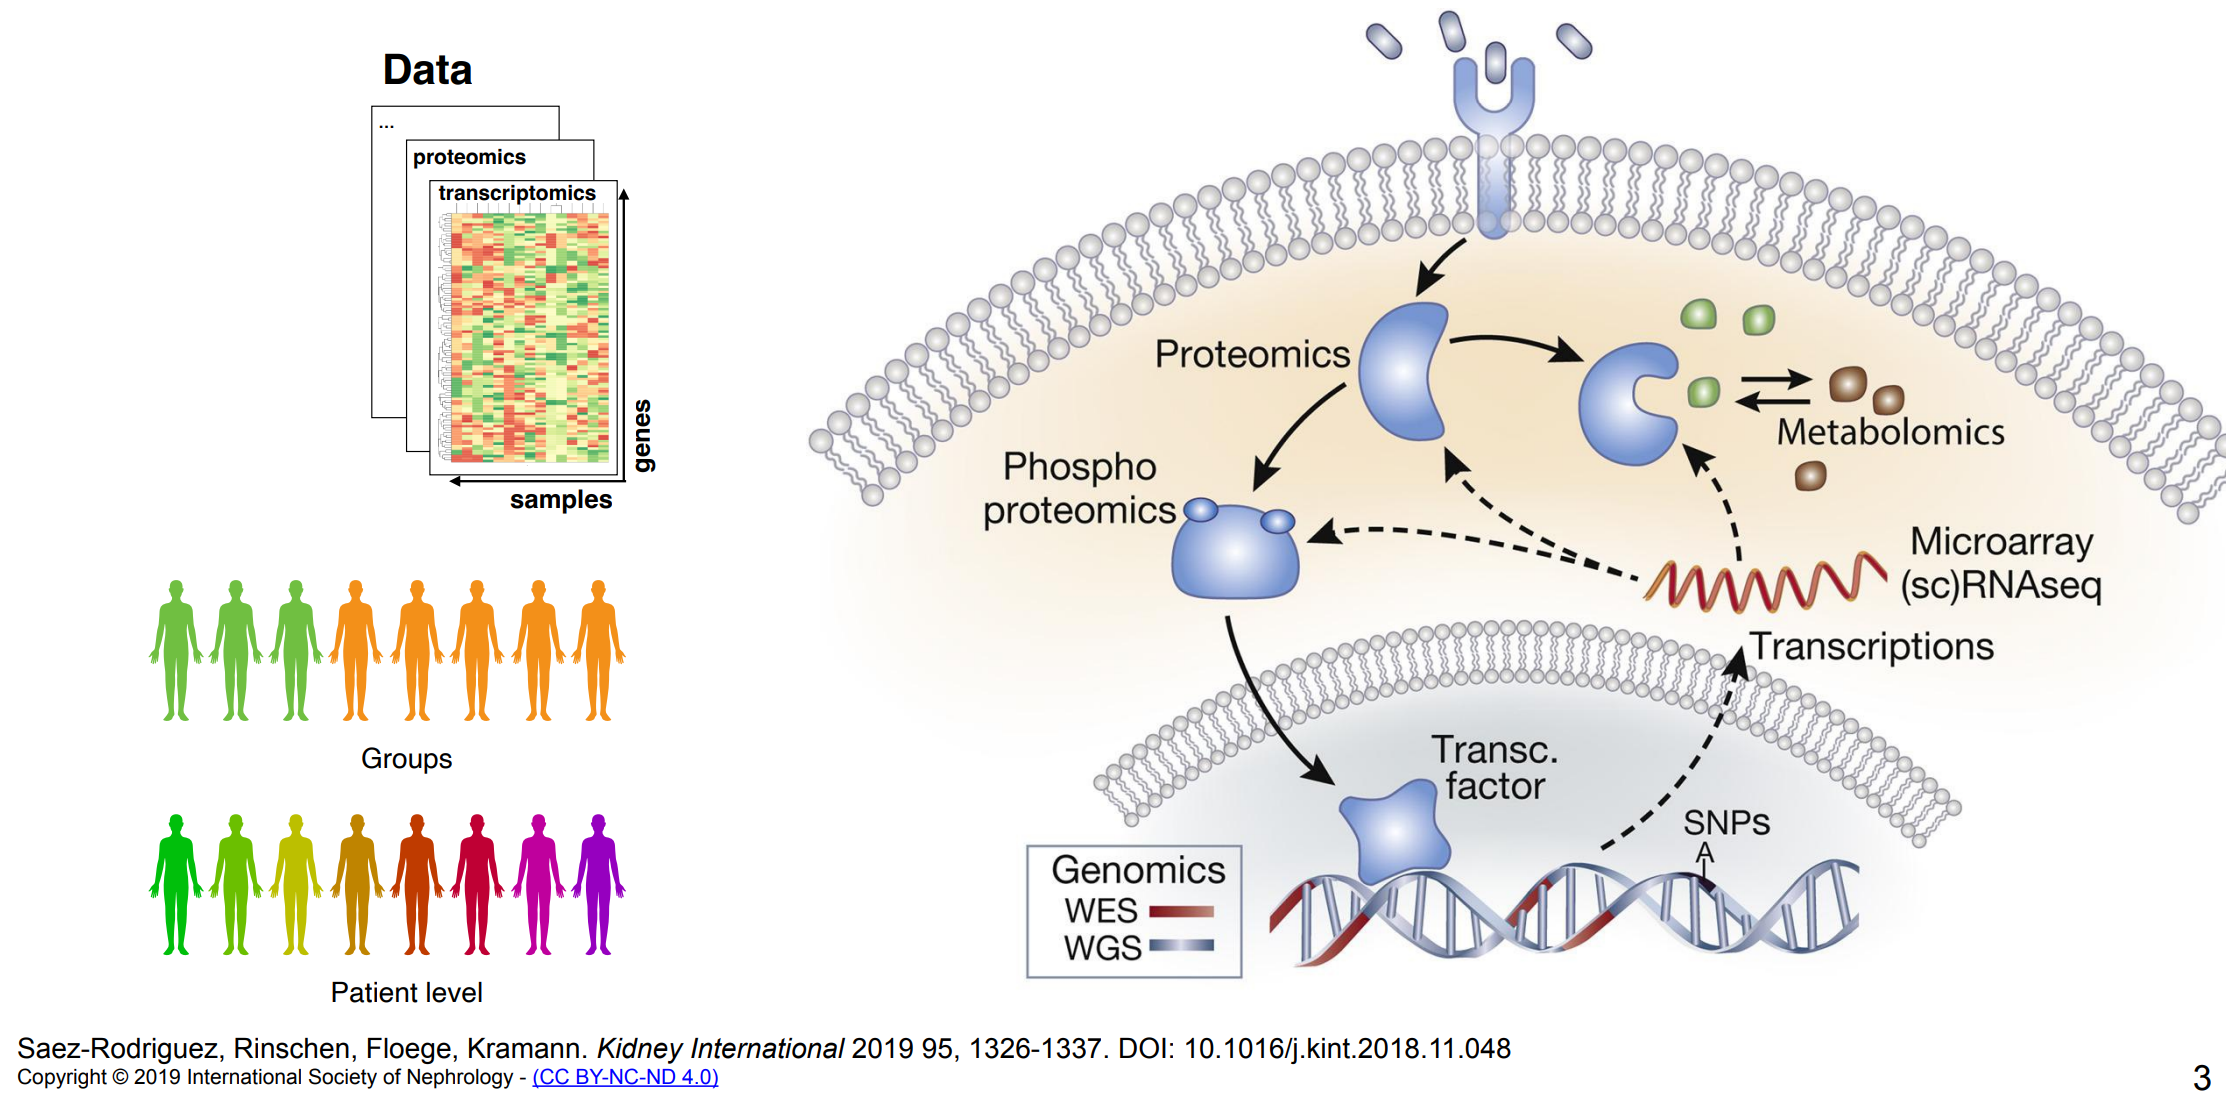 Data
...
proteomics
transcriptomics
genes
samples
Groups
Patient level
Proteomics
Phospho
proteomics
Metabolomics
Microarray
(sc)RNAseq
Transcriptions
Transc.
factor
SNPs
A
Genomics
WES
WGS
Saez-Rodriguez, Rinschen, Floege, Kramann. Kidney International 2019 95, 1326-1337. DOI: 10.1016/j.kint.2018.11.048
Copyright © 2019 International Society of Nephrology - (CC BY-NC-ND 4.0)
3